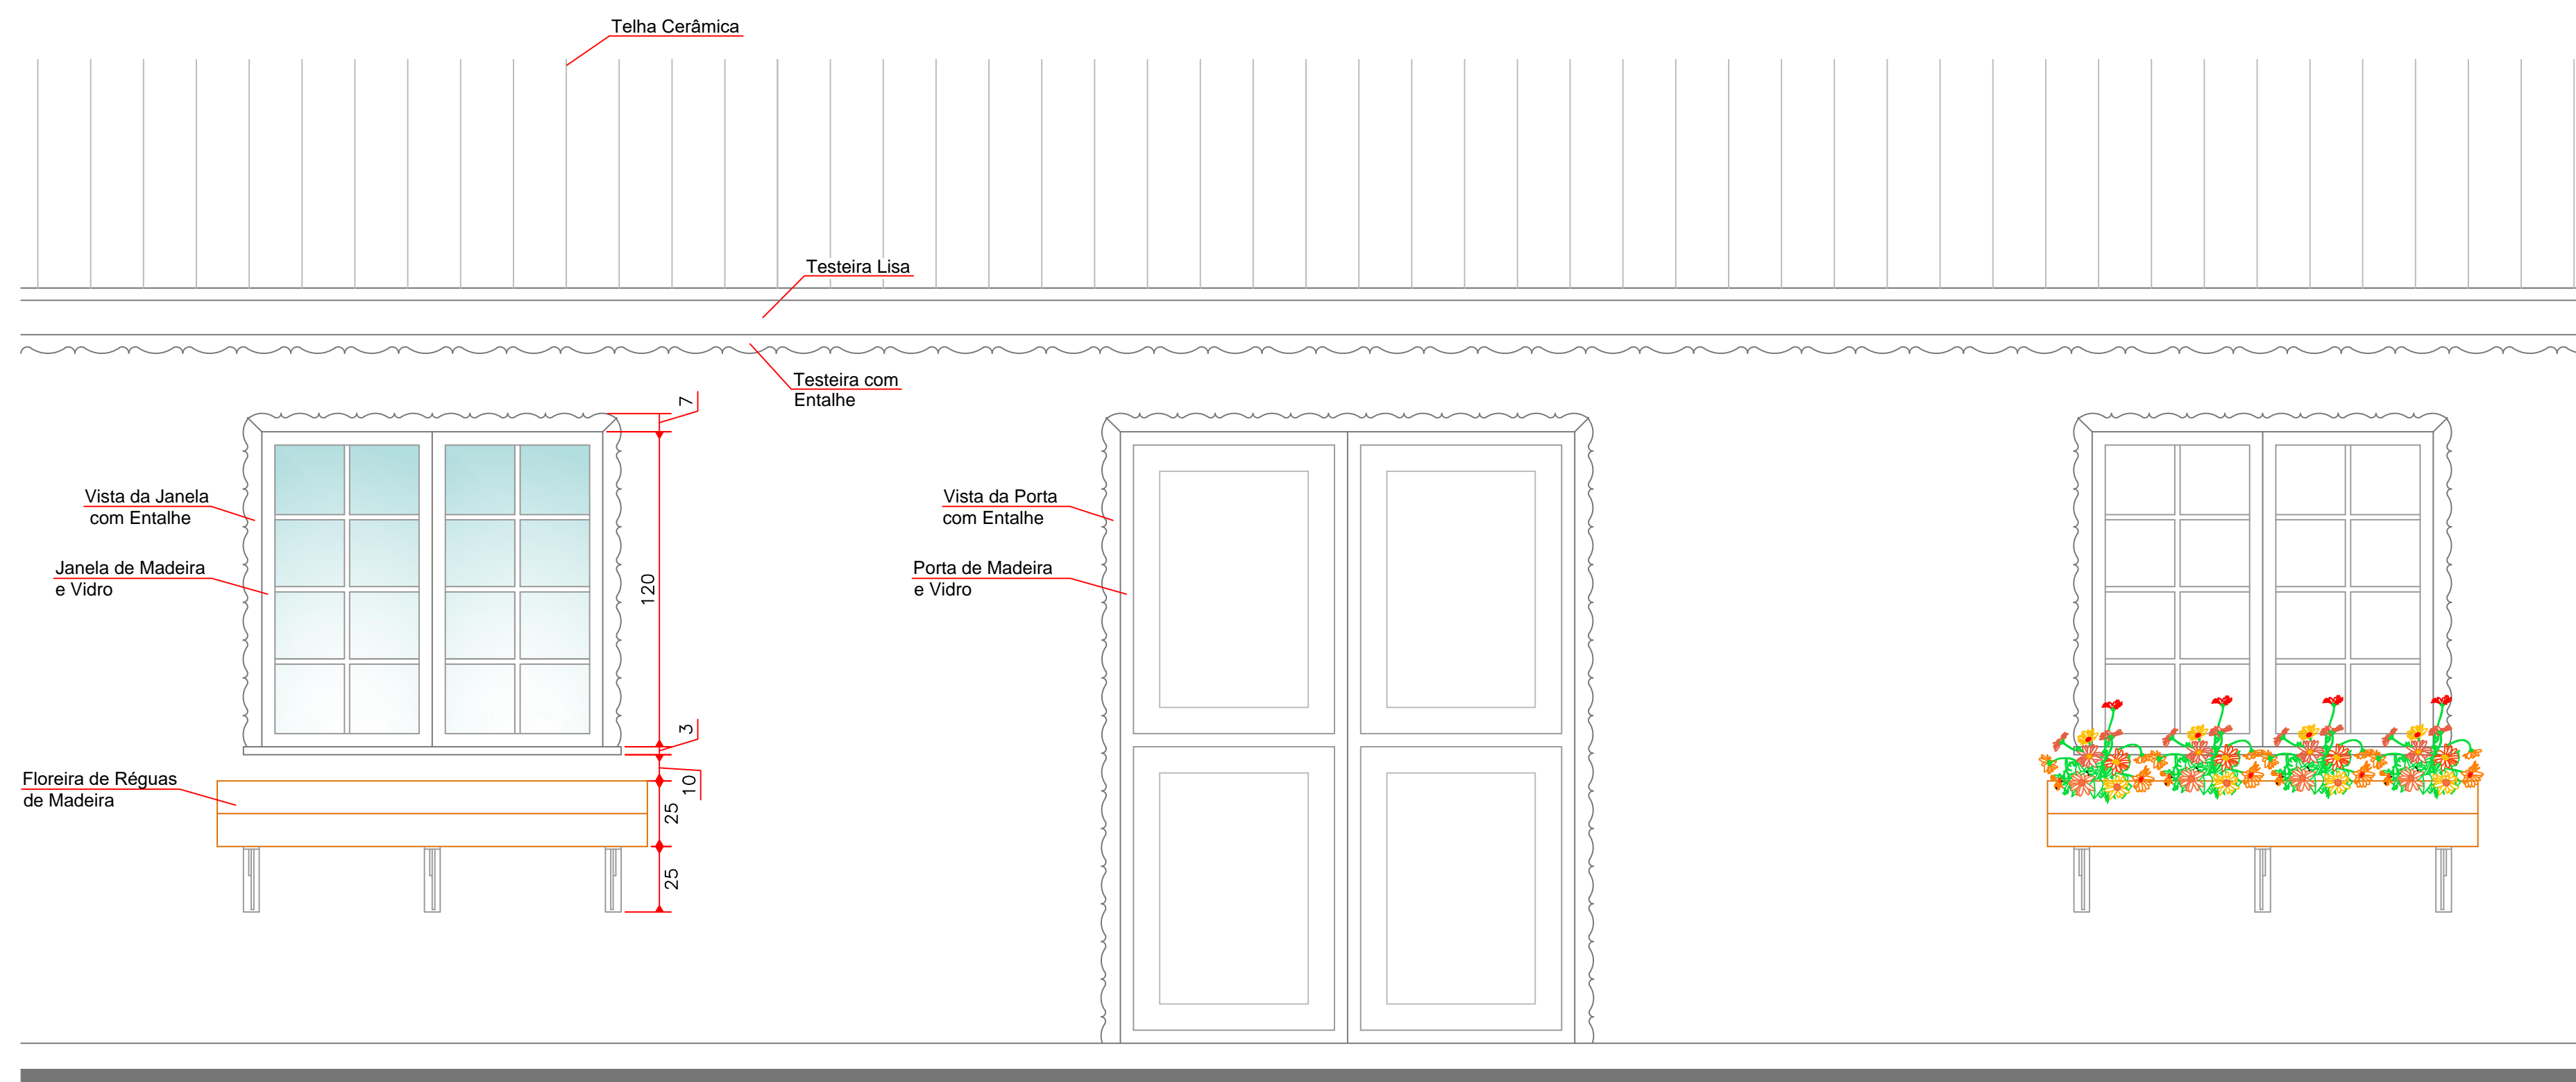 Telha Cerâmica
Testeira Lisa
Testeira com
Entalhe
7
Vista da Janela
com Entalhe
Janela de Madeira
e Vidro
120
Vista da Porta
com Entalhe
Porta de Madeira
e Vidro
3
Floreira de Réguas
de Madeira
10
25
25